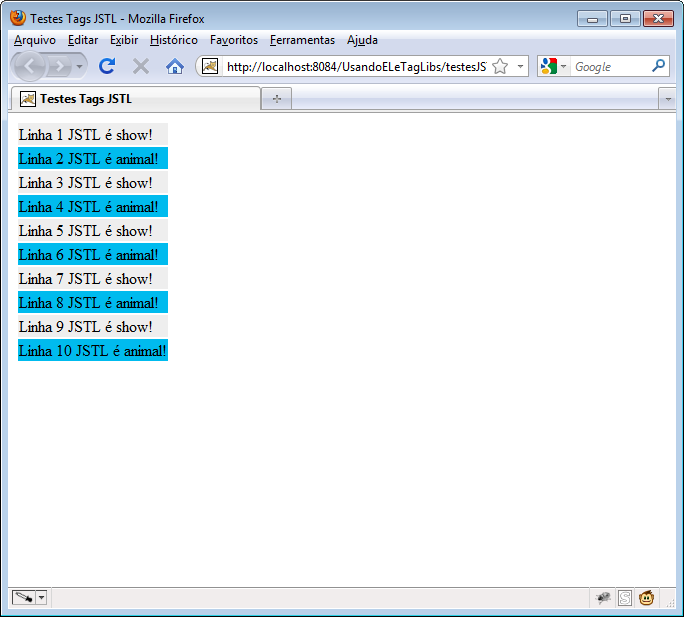 Testes Tags JSTL - Mozilla Firefox
Arquivo Editar Exibir Histórico Favoritos Ferramentas Ajuda
http://localhost:8084/UsandoELeTagLibs/testesJS
Google
Testes Tags JSTL
Linha 1 JSTL é show!
Linha 2 JSTL é animal!
Linha 3 JSTL é show!
Linha 4 JSTL é animal!
Linha 5 JSTL é show!
Linha 6 JSTL é animal!
Linha 7 JSTL é show!
Linha 8 JSTL é animal!
Linha 9 JSTL é show!
Linha 10 JSTL é animal!
S